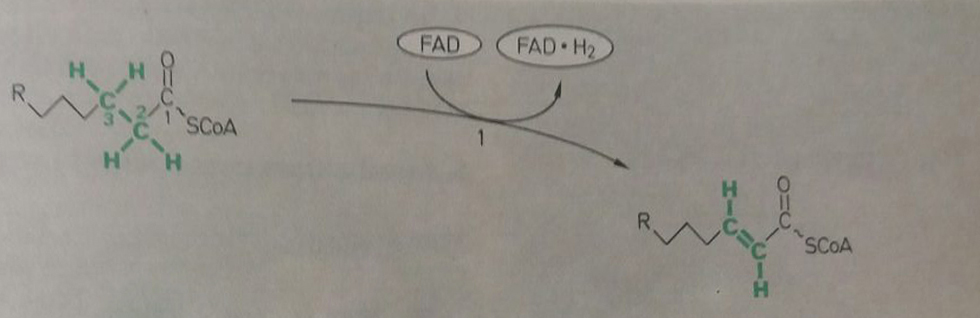 FAD
FAD • H₂
H H O
R C C
3 2 1
C SCoA
H H
1
H O
R C C
C SCoA
H